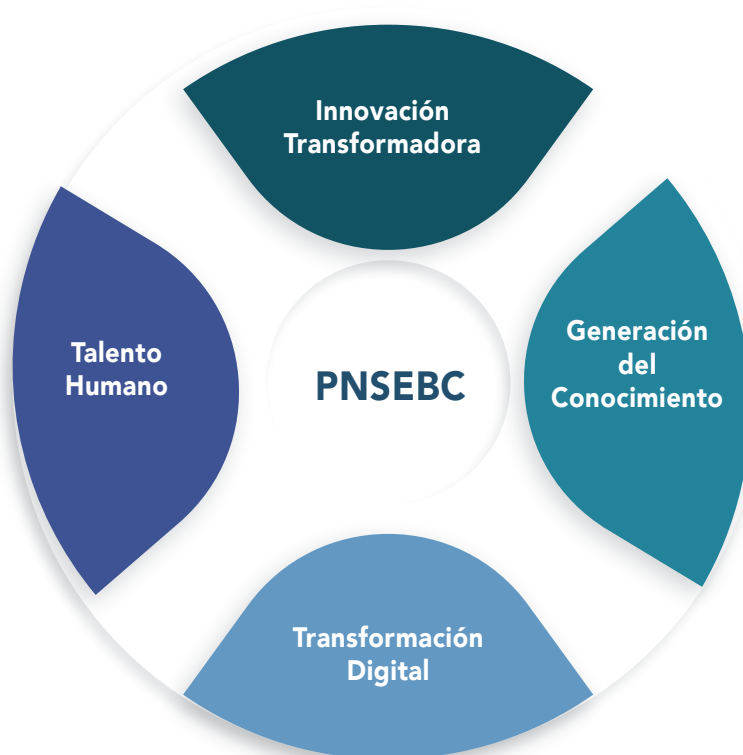 Innovación
Transformadora
Talento
Humano
PNSEBC
Generación
del
Conocimiento
Transformación
Digital